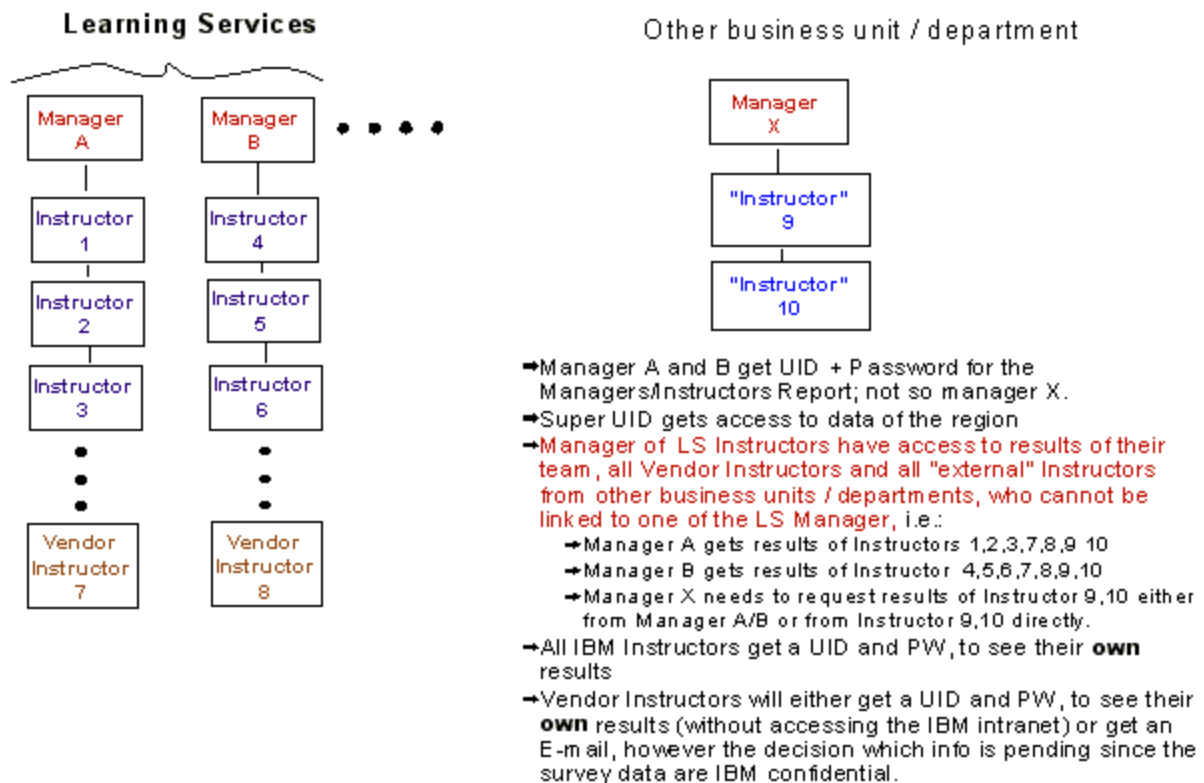 Learning Services
Other business unit / department
Manager
A
Manager
B
Manager
X
Instructor
1
Instructor
4
"Instructor"
9
Instructor
2
Instructor
5
"Instructor"
10
Instructor
3
Instructor
6
Vendor
Instructor
7
Vendor
Instructor
8
➞Manager A and B get UID + Password for the
Managers/Instructors Report; not so manager X.
➞Super UID gets access to data of the region
➞Manager of LS Instructors have access to results of their
team, all Vendor Instructors and all "external" Instructors
from other business units / departments, who cannot be
linked to one of the LS Manager, i.e.:
➞Manager A gets results of Instructors 1,2,3,7,8,9 10
➞Manager B gets results of Instructor 4,5,6,7,8,9,10
➞Manager X needs to request results of Instructor 9,10 either
from Manager A/B or from Instructor 9,10 directly.
➞All IBM Instructors get a UID and PW, to see their own
results
➞Vendor Instructors will either get a UID and PW, to see their
own results (without accessing the IBM intranet) or get an
E-mail, however the decision which info is pending since the
survey data are IBM confidential.